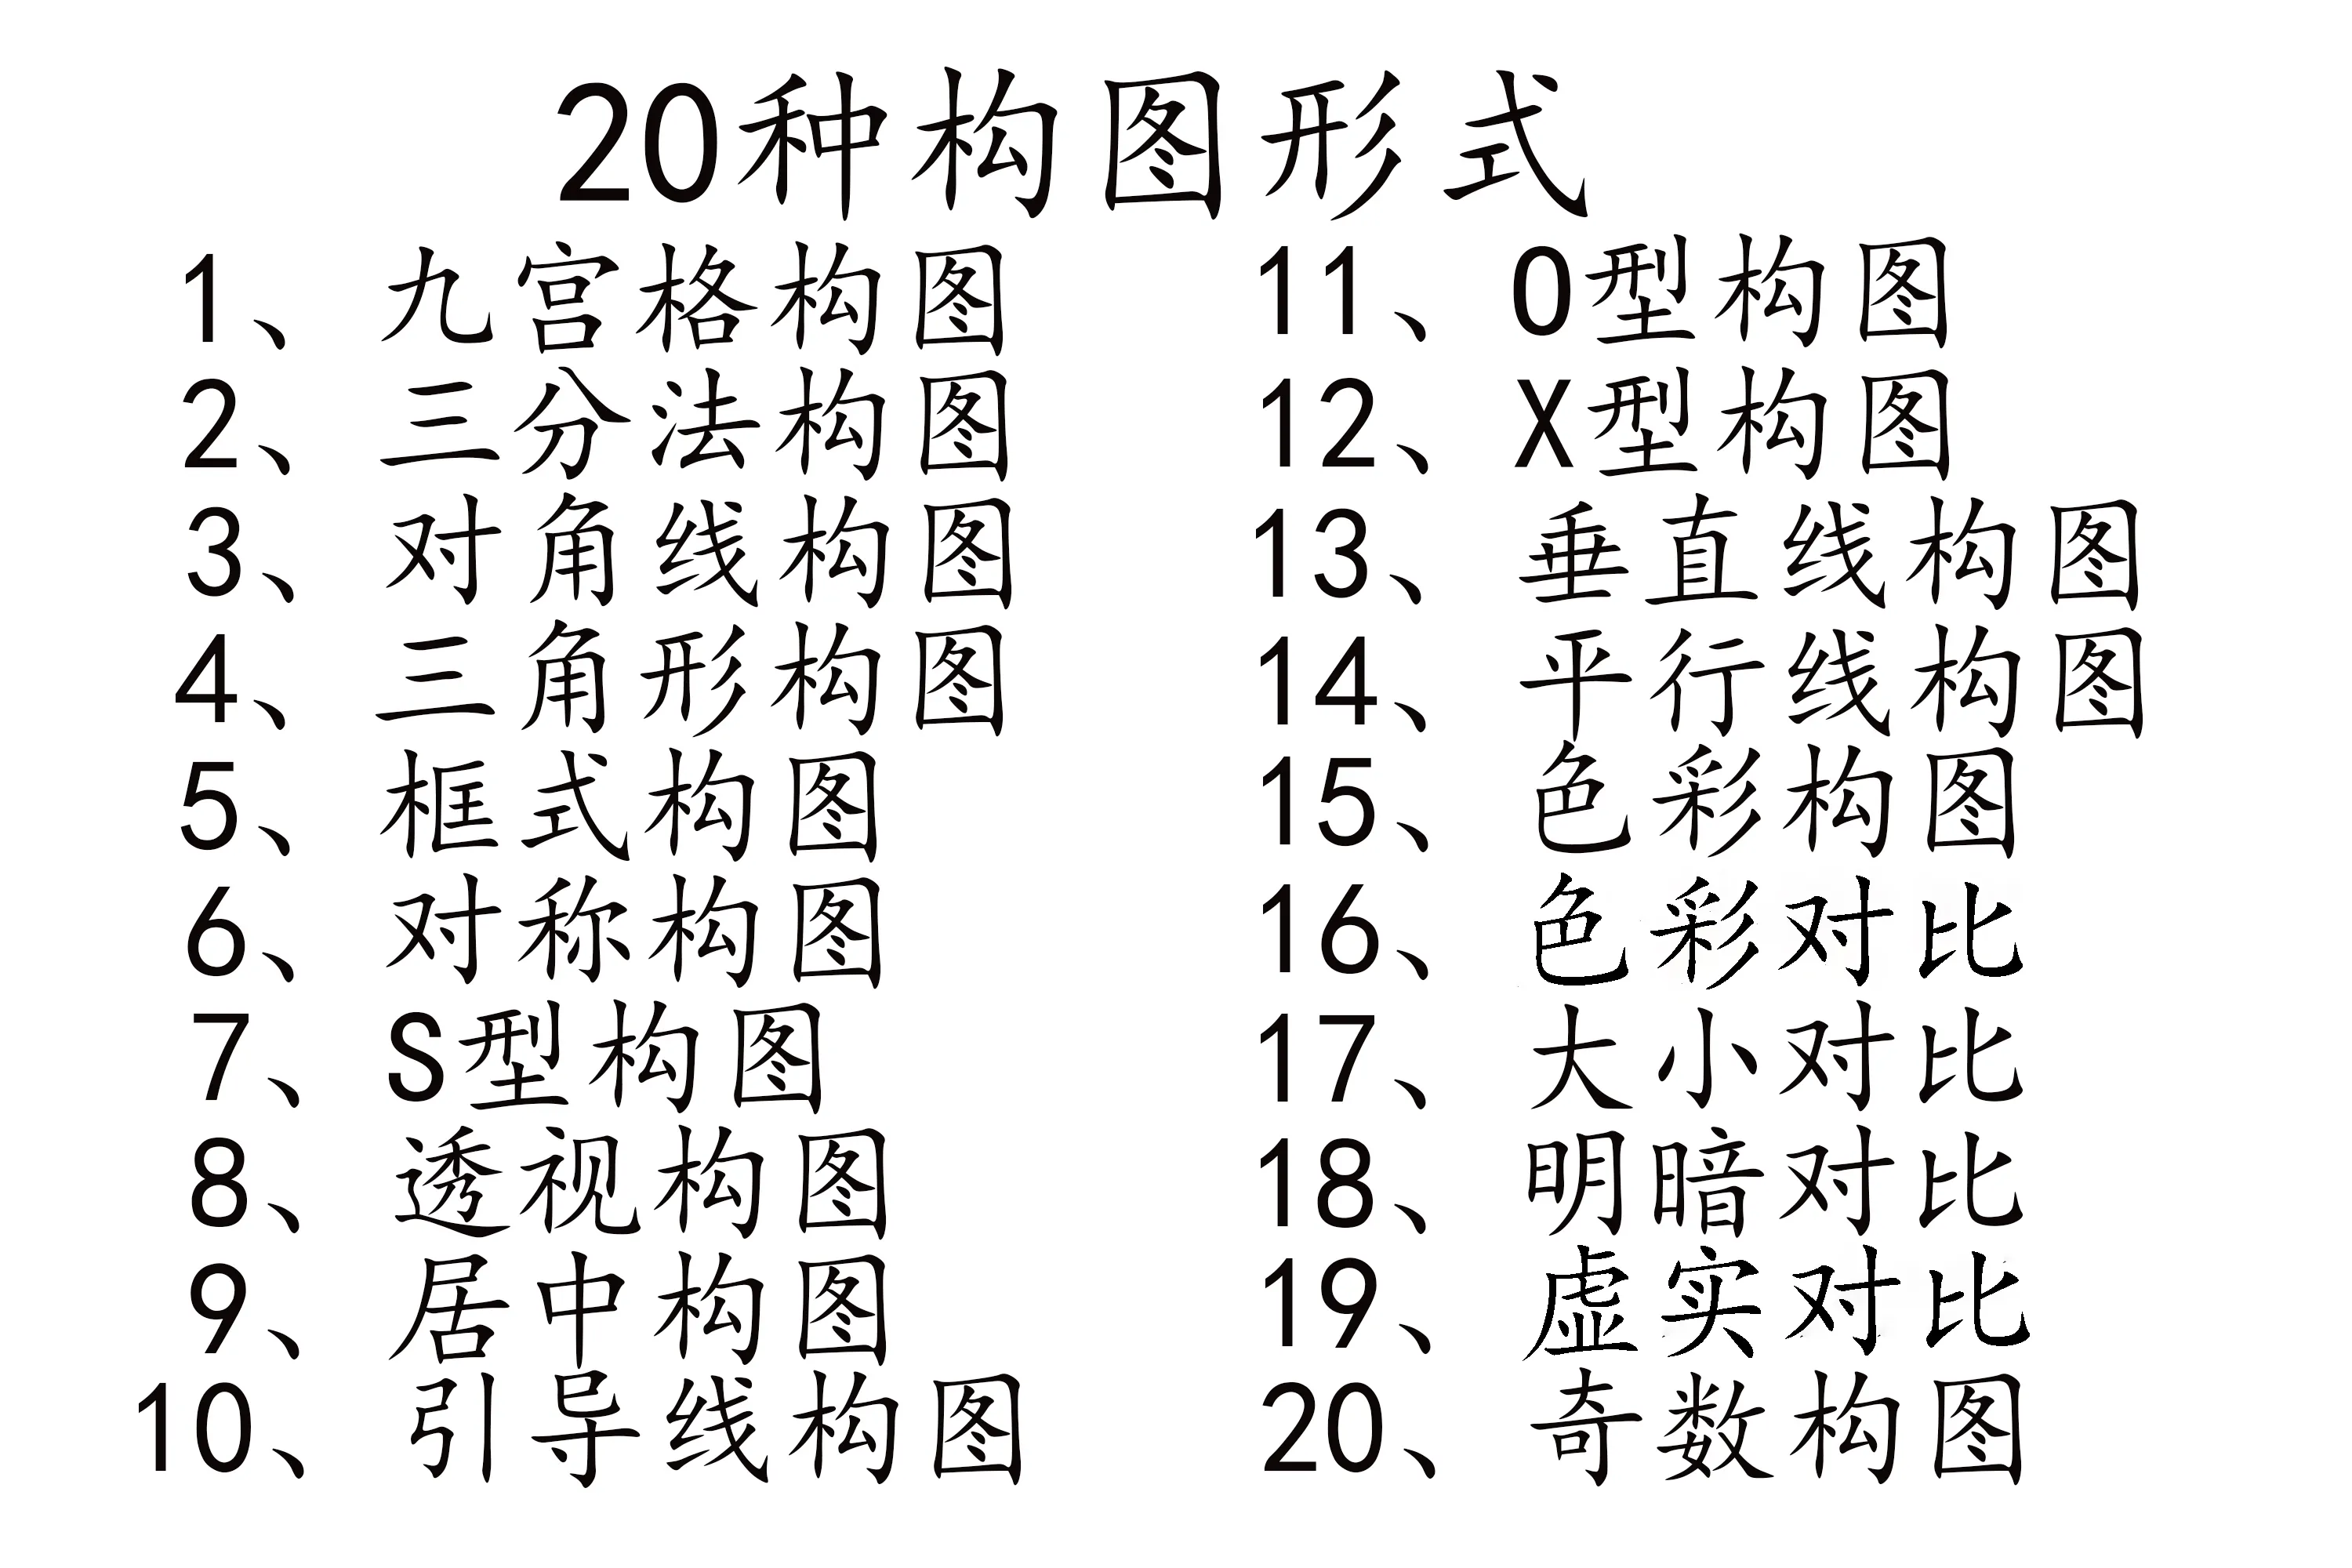 20种构图形式
1、九宫格构图
2、三分法构图
3、对角线构图
4、三角形构图
5、框式构图
6、对称构图
7、S型构图
8、透视构图
9、居中构图
10、引导线构图
11、O型构图
12、X型构图
13、垂直线构图
14、平行线构图
15、色彩构图
16、色彩对比
17、大小对比
18、明暗对比
19、虚实对比
20、奇数构图